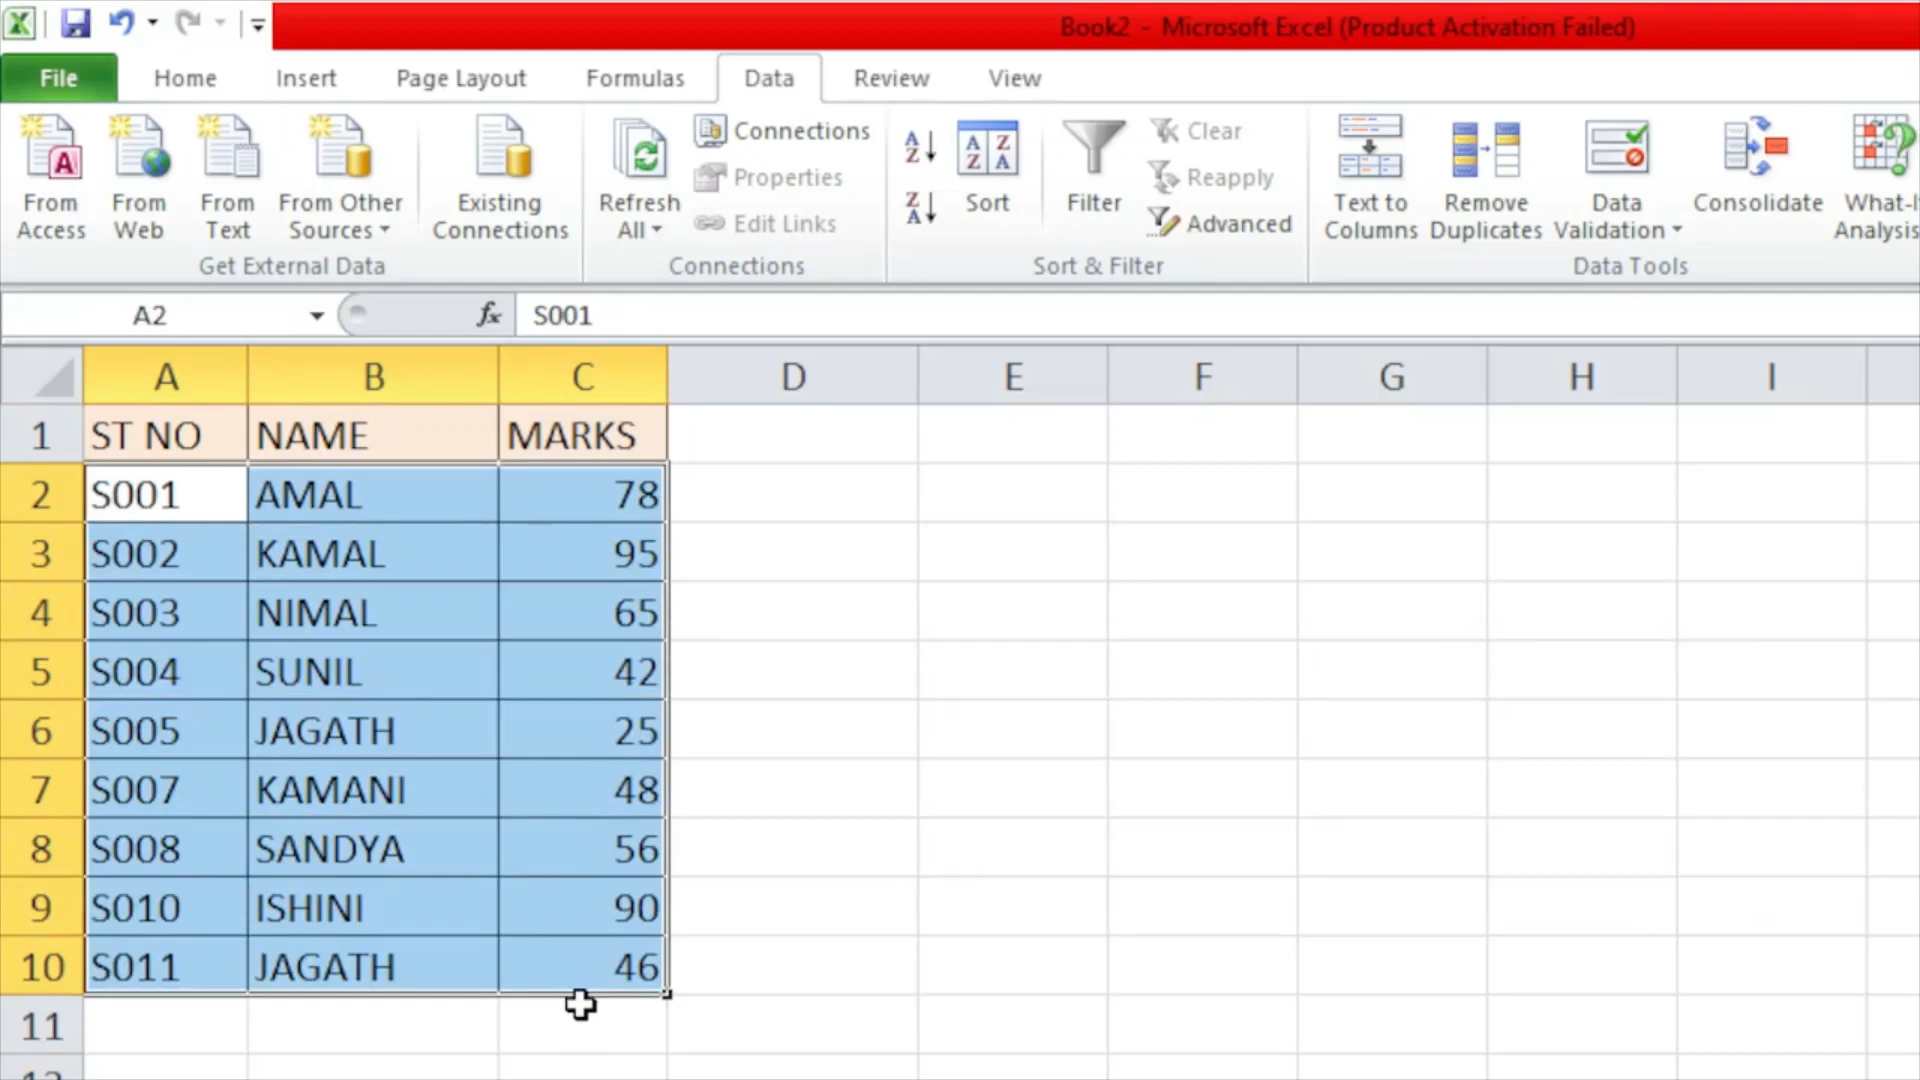 Book2 - Microsoft Excel (Product Activation Failed)
File Home Insert Page Layout Formulas Data Review View
From Access
From Web
From Text
From Other Sources
Existing Connections
Get External Data
Refresh All
Connections
Properties
Edit Links
Connections
Sort
Filter
Clear
Reapply
Advanced
Sort & Filter
Text to Columns
Remove Duplicates
Data Validation
Consolidate
What-I
Analysis
Data Tools
A2 fx S001
A B C D E F G H I
1 ST NO NAME MARKS
2 S001 AMAL 78
3 S002 KAMAL 95
4 S003 NIMAL 65
5 S004 SUNIL 42
6 S005 JAGATH 25
7 S007 KAMANI 48
8 S008 SANDYA 56
9 S010 ISHINI 90
10 S011 JAGATH 46
11